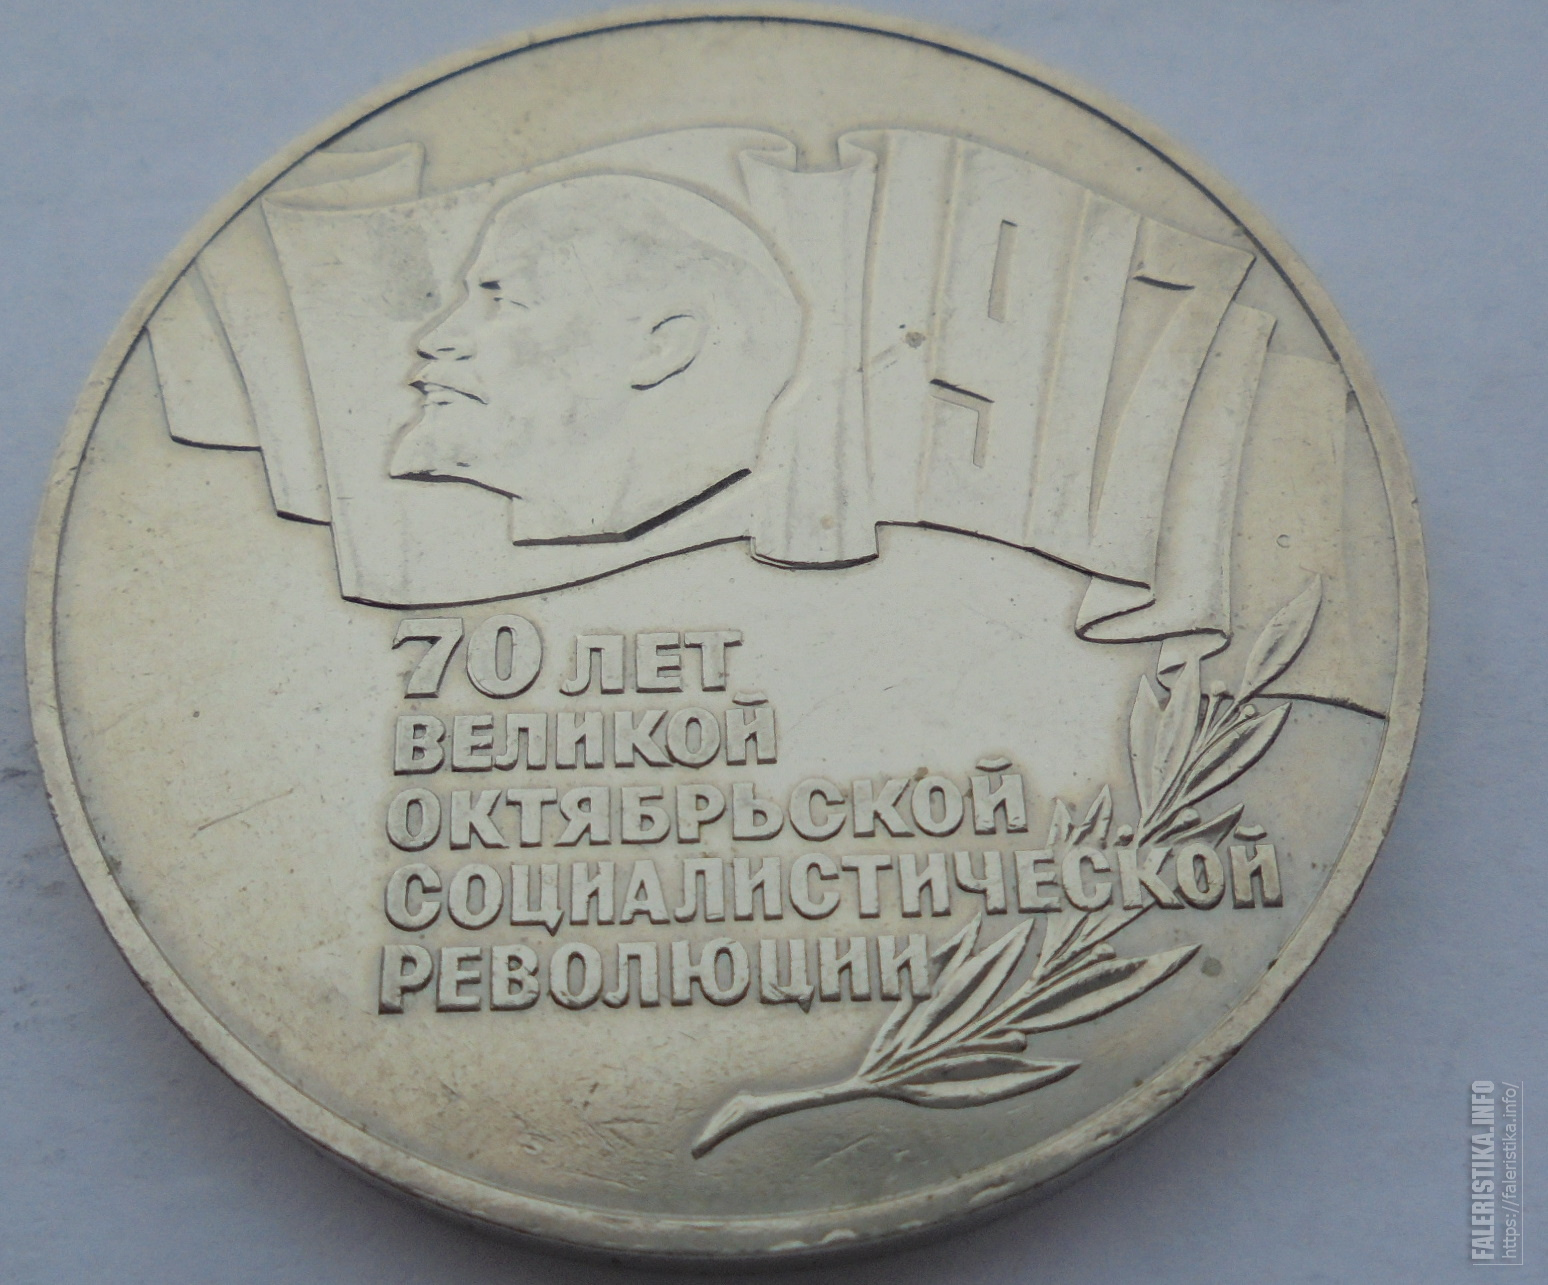 1917
70 ЛЕТ
ВЕЛИКОЙ
ОКТЯБРЬСКОЙ
СОЦИАЛИСТИЧЕСКОЙ
РЕВОЛЮЦИИ
FALERISTIKA.INFO
https://faleristika.info/